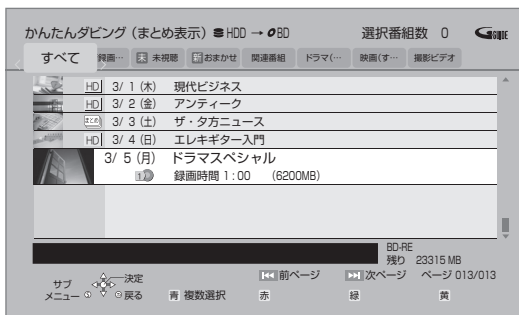 かんたんダビング (まとめ表示) HDD → BD 選択番組数 0 G GUIDE
すべて 録画… 未 未視聴 新 おまかせ 関連番組 ドラマ(… 映画(す… 撮影ビデオ
HD 3/ 1 (木) 現代ビジネス
HD 3/ 2 (金) アンティーク
まとめ 3/ 3 (土) ザ・夕方ニュース
HD 3/ 4 (日) エレキギター入門
3/ 5 (月) ドラマスペシャル
録画時間 1:00 (6200MB)
BD-RE
残り 23315 MB
前ページ 次ページ ページ 013/013
サブメニュー S 決定 戻る 青 複数選択 赤 緑 黄